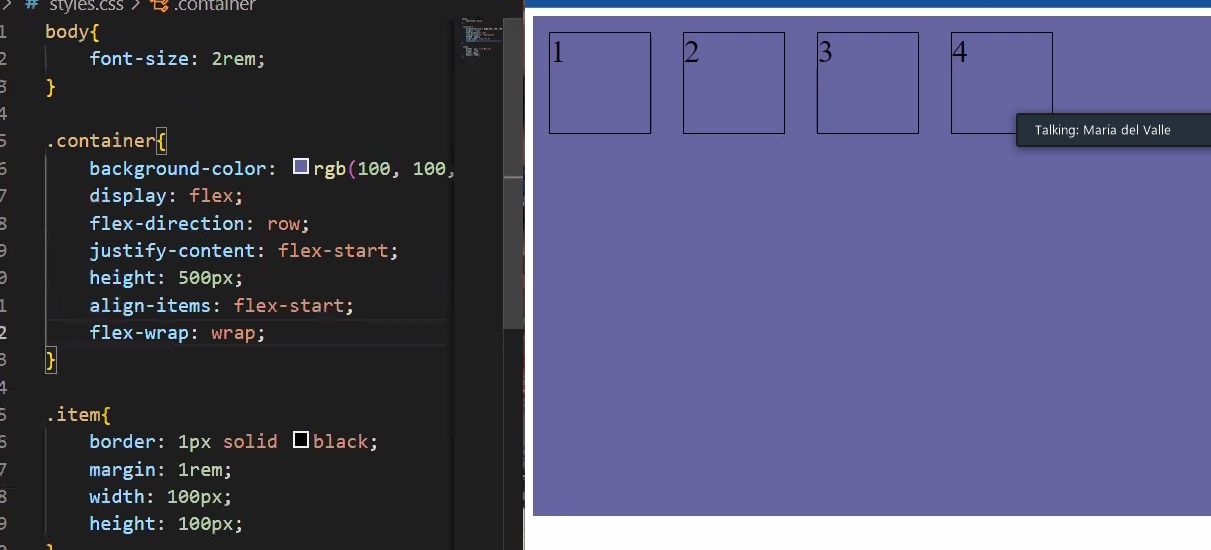 # styles.css > .container
1 body{
2 font-size: 2rem;
3 }
4
5 .container{
6 background-color: rgb(100, 100,
7 display: flex;
8 flex-direction: row;
9 justify-content: flex-start;
0 height: 500px;
1 align-items: flex-start;
2 flex-wrap: wrap;
3 }
4
5 .item{
6 border: 1px solid black;
7 margin: 1rem;
8 width: 100px;
9 height: 100px;
1 2 3 4
Talking: Maria del Valle